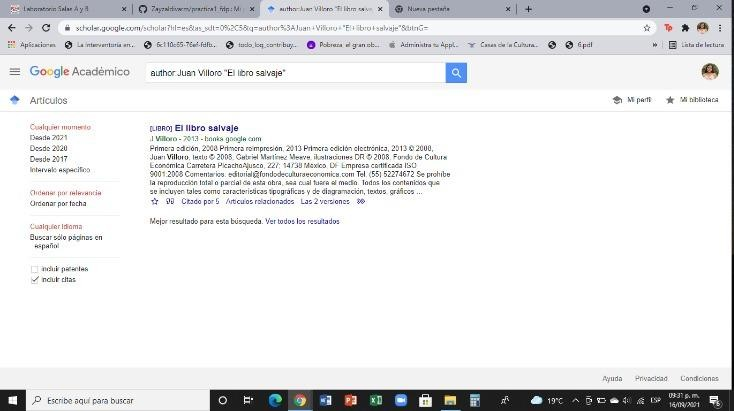 Laboratorio Salas A y B
Zayzaldivarm/practica1_fdp: Mi p
author:Juan Villoro "El libro salva
Nueva pestaña
scholar.google.com/scholar?hl=es&as_sdt=0%2C5&q=author%3AJuan+Villoro+"El+libro+salvaje"&btnG=
Aplicaciones
La Interventoría en...
6c110c65-76ef-fdfb...
todo_loq_contribuy...
Pobreza, el gran ob...
Administra tu Appl...
Casas de la Cultura...
6.pdf
Lista de lectura
Google Académico
author:Juan Villoro "El libro salvaje"
Artículos
Mi perfil
Mi biblioteca
Cualquier momento
Desde 2021
Desde 2020
Desde 2017
Intervalo específico
Ordenar por relevancia
Ordenar por fecha
Cualquier idioma
Buscar sólo páginas en
español
incluir patentes
incluir citas
[LIBRO] El libro salvaje
J Villoro - 2013 - books.google.com
Primera edición, 2008 Primera reimpresión, 2013 Primera edición electrónica, 2013 © 2008,
Juan Villoro, texto © 2008, Gabriel Martínez Meave, ilustraciones DR © 2008, Fondo de Cultura
Económica Carretera PicachoAjusco, 227; 14738 México, DF Empresa certificada ISO
9001:2008 Comentarios: editorial@fondodeculturaeconomica.com Tel. (55) 52274672 Se prohíbe
la reproducción total o parcial de esta obra, sea cual fuere el medio. Todos los contenidos que
se incluyen tales como características tipográficas y de diagramación, textos, gráficos ...
Citado por 5 Artículos relacionados Las 2 versiones
Mejor resultado para esta búsqueda. Ver todos los resultados
Ayuda Privacidad Condiciones
Escribe aquí para buscar
19°C
ESP
09:31 p. m.
16/09/2021